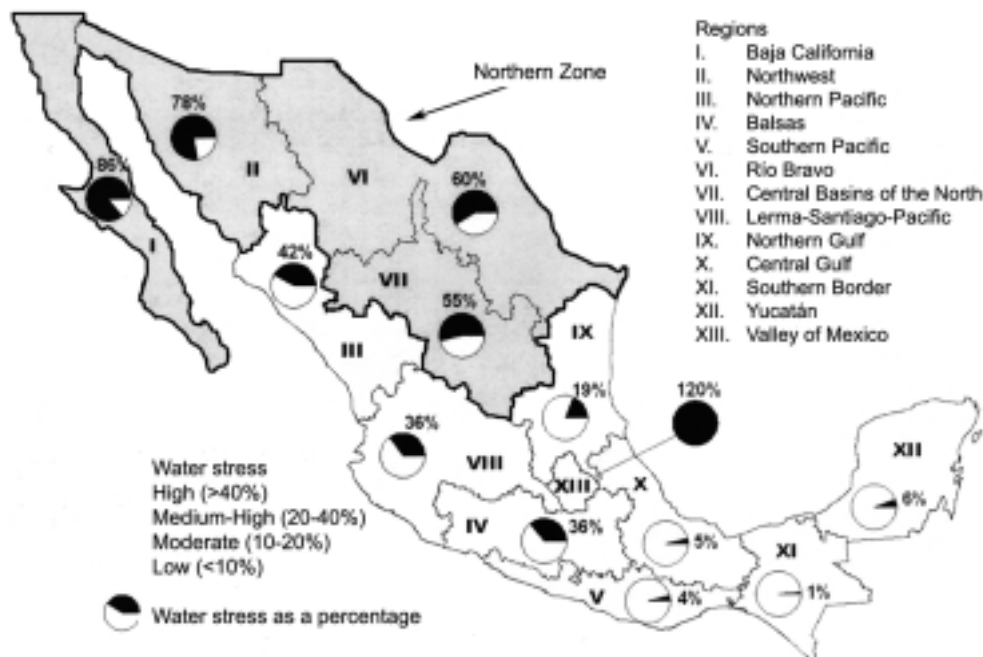 Northern Zone
Regions
I. Baja California
II. Northwest
III. Northern Pacific
IV. Balsas
V. Southern Pacific
VI. Río Bravo
VII. Central Basins of the North
VIII. Lerma-Santiago-Pacific
IX. Northern Gulf
X. Central Gulf
XI. Southern Border
XII. Yucatán
XIII. Valley of Mexico
78%
II
VI
60%
86%
I
42%
VII
55%
III
IX
19%
120%
36%
VIII
XIII
X
XII
6%
IV
36%
5%
XI
V
4%
1%
Water stress
High (>40%)
Medium-High (20-40%)
Moderate (10-20%)
Low (<10%)
Water stress as a percentage